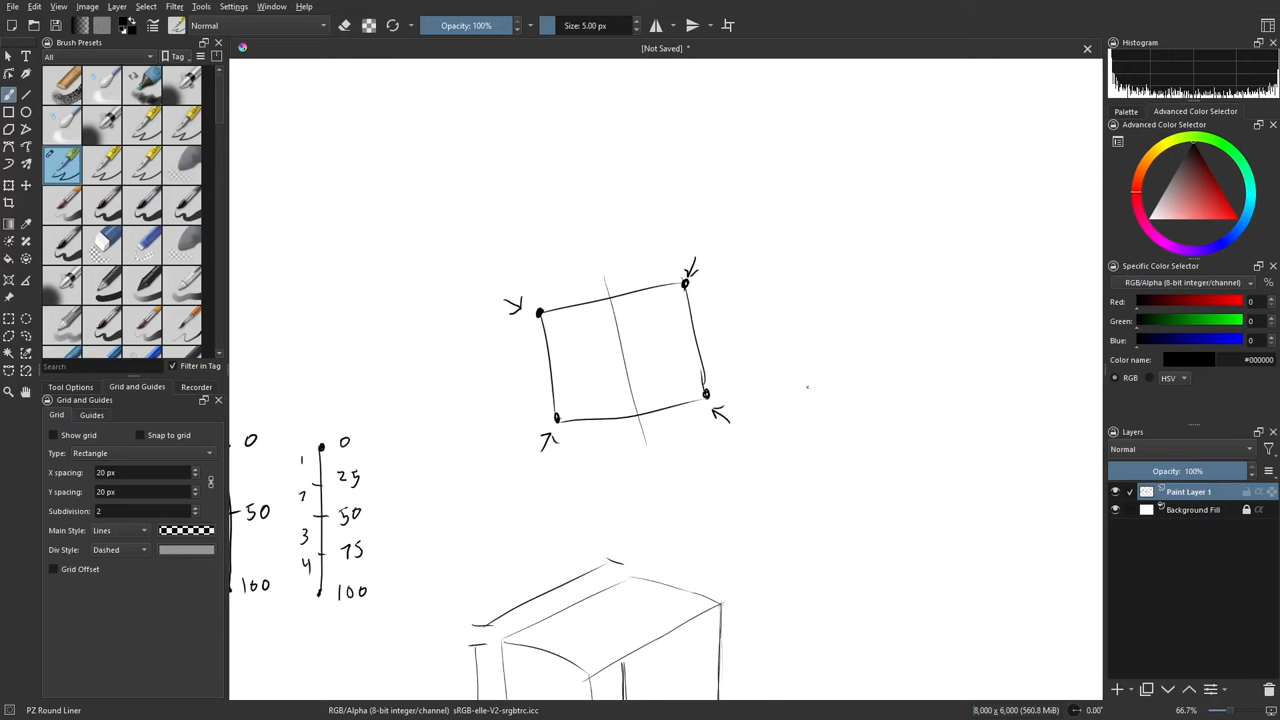 File Edit View Image Layer Select Filter Tools Settings Window Help
Normal Opacity: 100% Size: 5.00 px
Brush Presets
[Not Saved] *
Histogram
All Tag
Palette Advanced Color Selector
Advanced Color Selector
Specific Color Selector
RGB/Alpha (8-bit integer/channel) %
Red: 0
Green: 0
Blue: 0
Color name: #000000
RGB HSV
Search Filter in Tag
Tool Options Grid and Guides Recorder
Grid and Guides
Grid Guides
Show grid Snap to grid
Type: Rectangle
X spacing: 20 px
Y spacing: 20 px
Subdivision: 2
Main Style: Lines
Div Style: Dashed
Grid Offset
0
50
100
0
25
50
75
100
1
2
3
4
Layers
Normal
Opacity: 100%
Paint Layer 1
Background Fill
PZ Round Liner
RGB/Alpha (8-bit integer/channel) sRGB-elle-V2-srgbtrc.icc
8,000 x 6,000 (560.8 MiB) 0.00° 66.7%